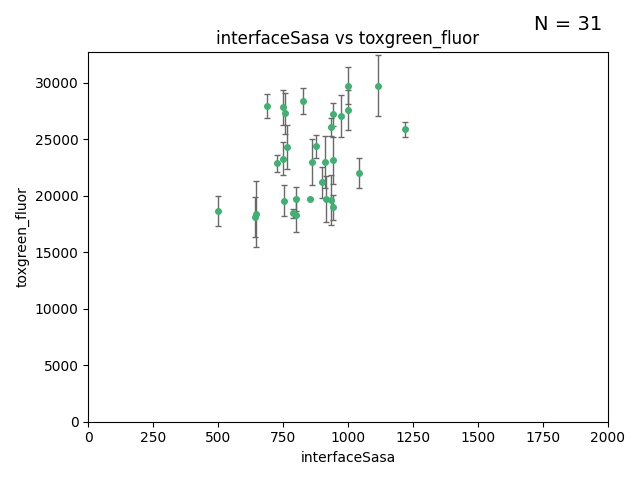 N = 31
interfaceSasa vs toxgreen_fluor
30000
25000
20000
15000
10000
5000
0
toxgreen_fluor
0 250 500 750 1000 1250 1500 1750 2000
interfaceSasa